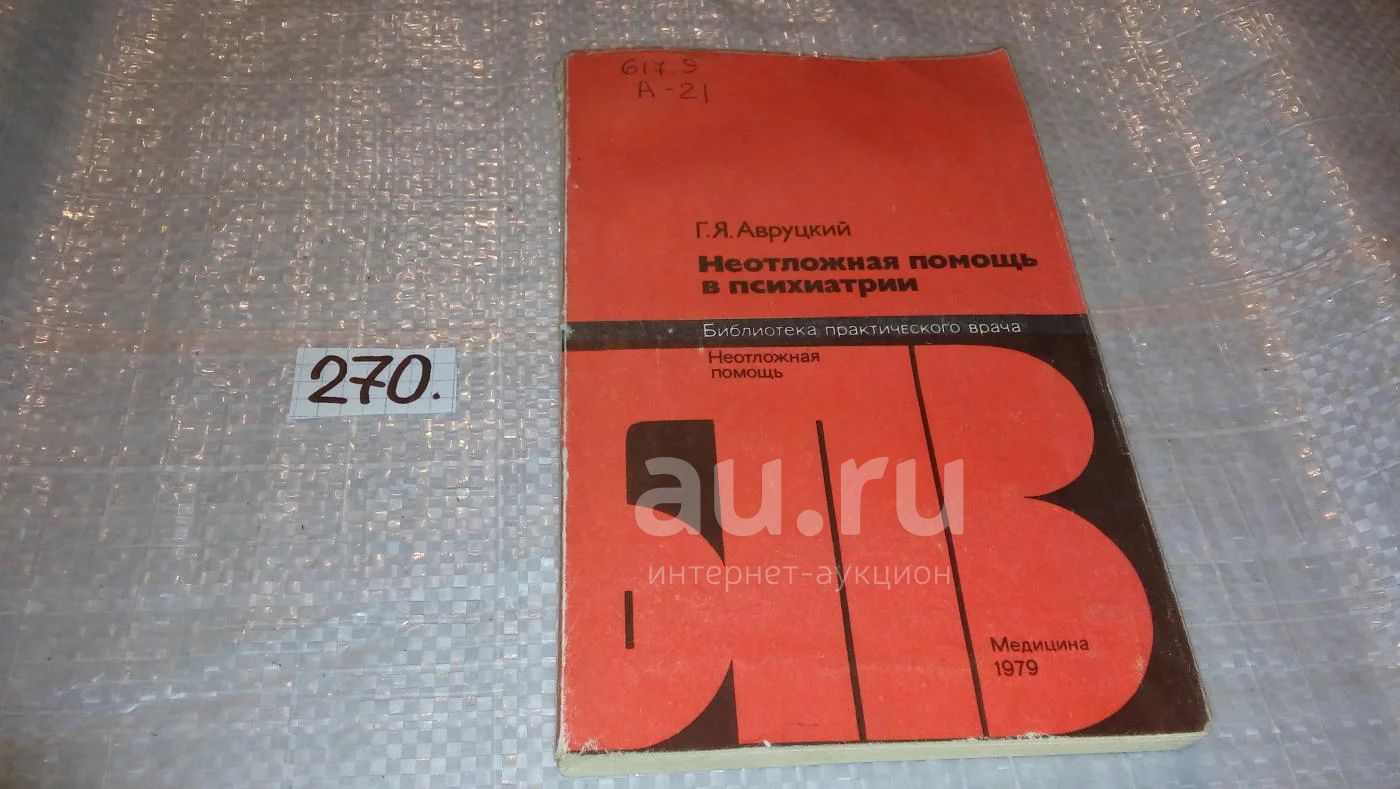 617.9
А-21
Г.Я.Авруцкий
Неотложная помощь
в психиатрии
Библиотека практического врача
Неотложная
помощь
270.
БПВ
au.ru
интернет-аукцион
Медицина
1979